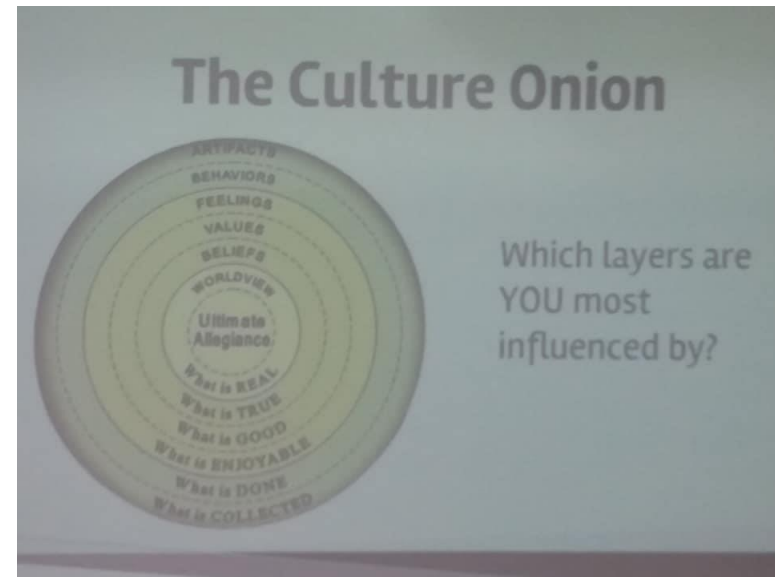 The Culture Onion
ARTIFACTS
BEHAVIORS
FEELINGS
VALUES
BELIEFS
WORLDVIEW
Ultimate
Allegiance
What is REAL
What is TRUE
What is GOOD
What is ENJOYABLE
What is DONE
What is COLLECTED
Which layers are
YOU most
influenced by?